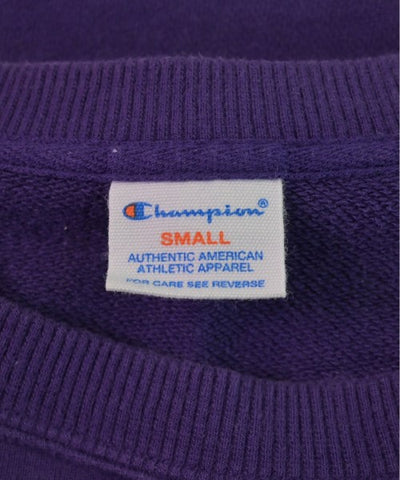 Champion®
SMALL
AUTHENTIC AMERICAN
ATHLETIC APPAREL
FOR CARE SEE REVERSE